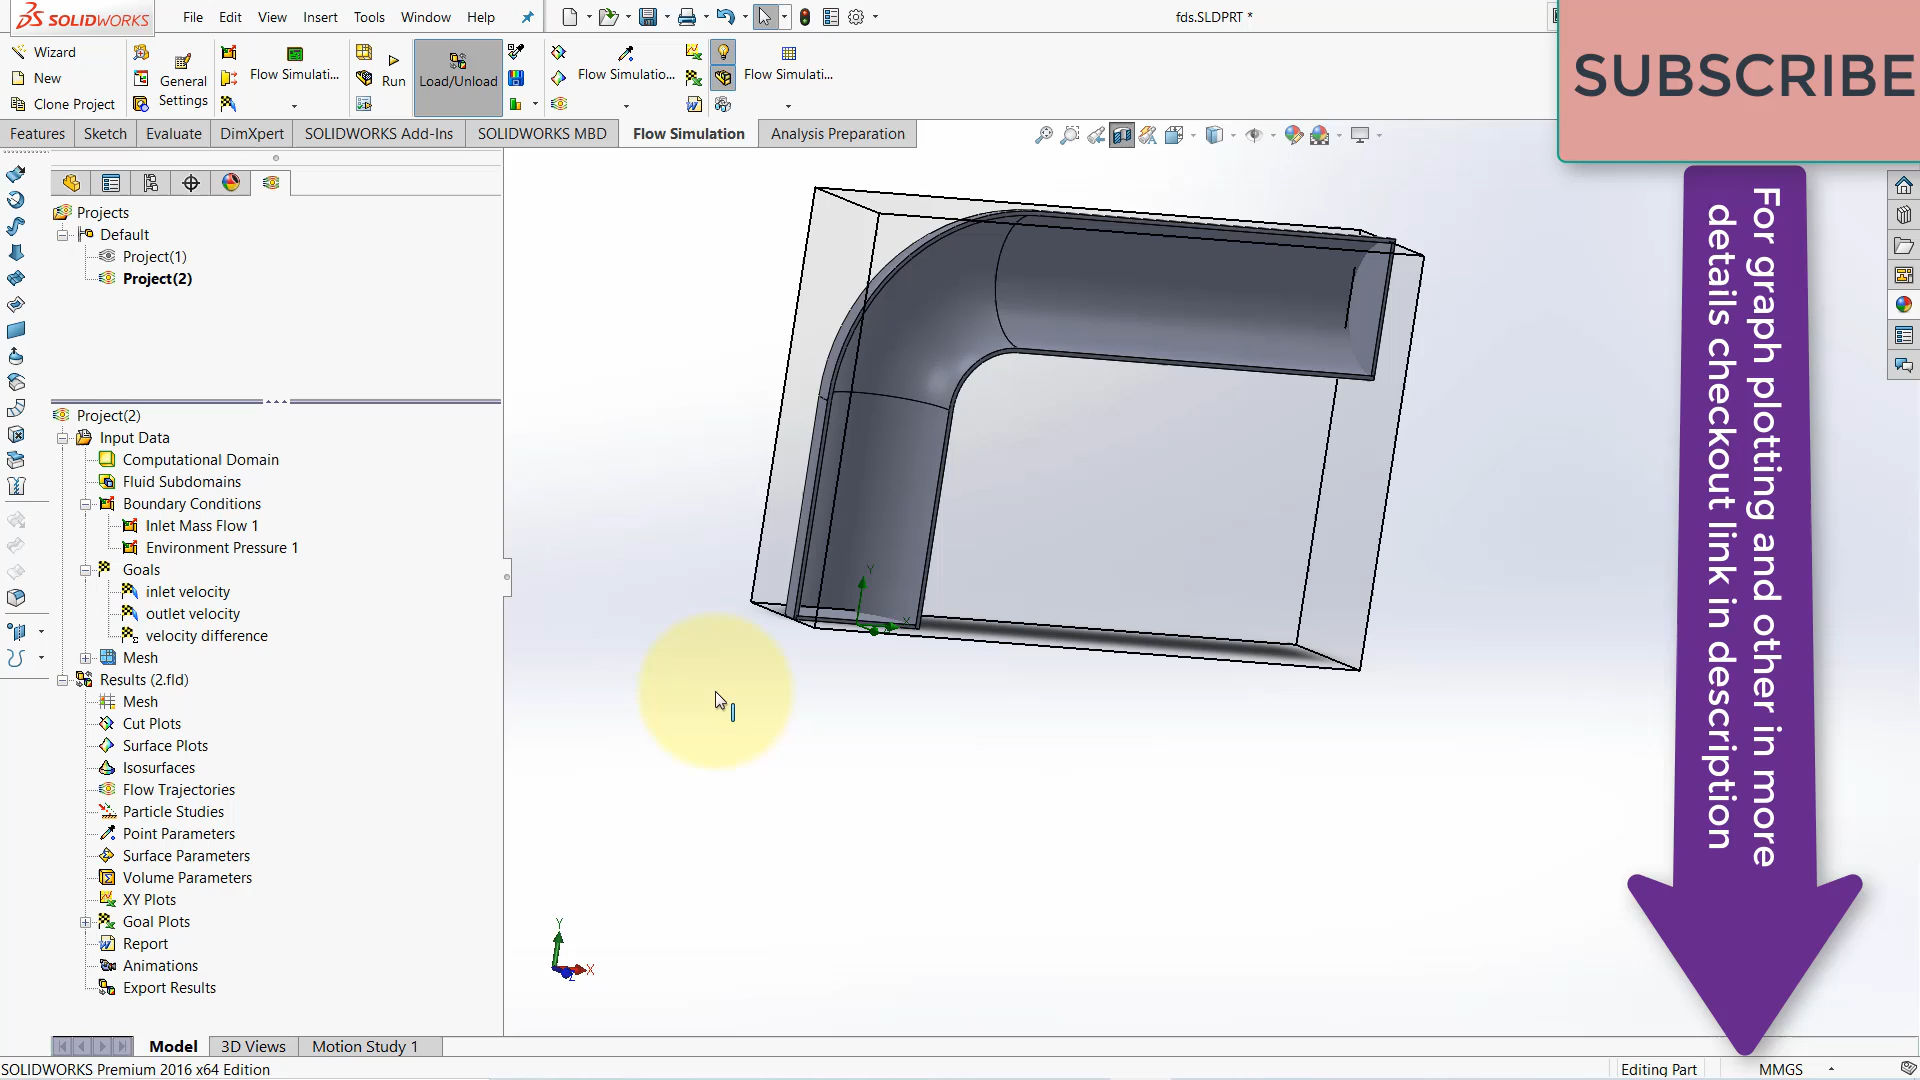 SOLIDWORKS
File
Edit
View
Insert
Tools
Window
Help
fds.SLDPRT *
Wizard
New
Clone Project
General
Settings
Flow Simulati...
Run
Load/Unload
Flow Simulatio...
Flow Simulati...
Features
Sketch
Evaluate
DimXpert
SOLIDWORKS Add-Ins
SOLIDWORKS MBD
Flow Simulation
Analysis Preparation
Projects
Default
Project(1)
Project(2)
Project(2)
Input Data
Computational Domain
Fluid Subdomains
Boundary Conditions
Inlet Mass Flow 1
Environment Pressure 1
Goals
inlet velocity
outlet velocity
velocity difference
Mesh
Results (2.fld)
Mesh
Cut Plots
Surface Plots
Isosurfaces
Flow Trajectories
Particle Studies
Point Parameters
Surface Parameters
Volume Parameters
XY Plots
Goal Plots
Report
Animations
Export Results
Y
X
Y
X
Z
SUBSCRIBE
For graph plotting and other in more
details checkout link in description
Model
3D Views
Motion Study 1
SOLIDWORKS Premium 2016 x64 Edition
Editing Part
MMGS